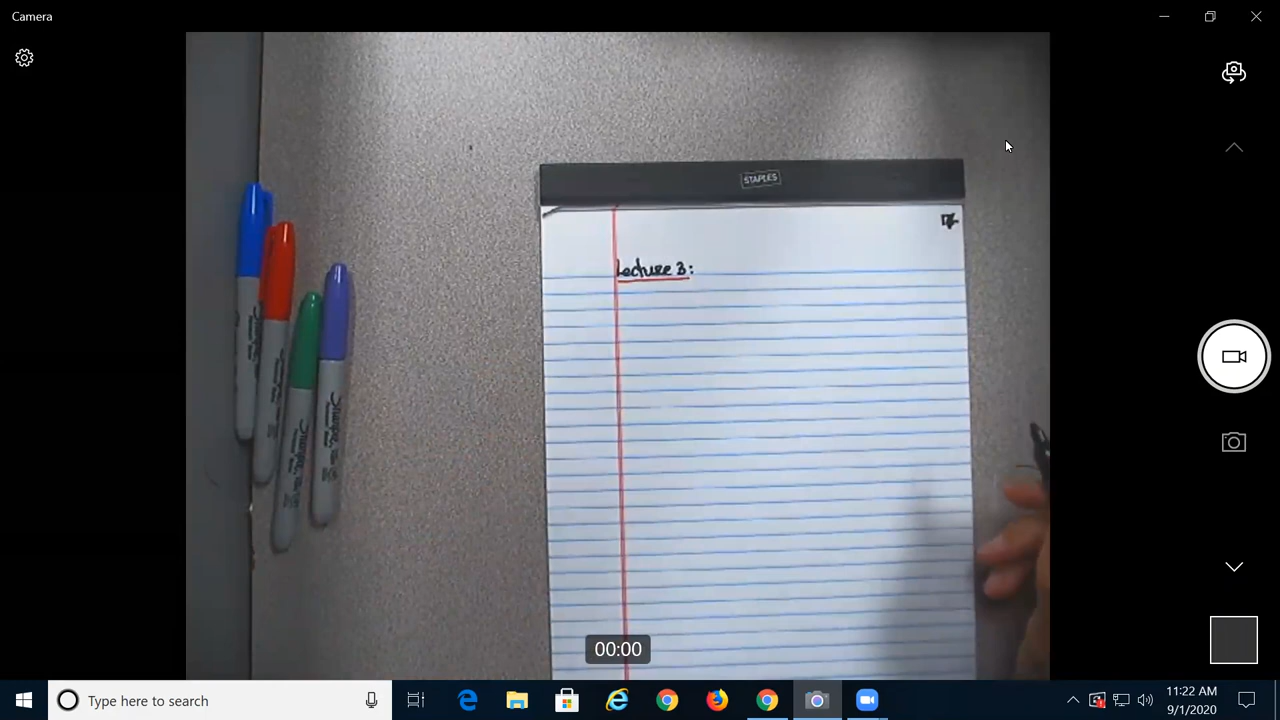 Camera
STAPLES
Lecture 3:
00:00
Type here to search
11:22 AM
9/1/2020